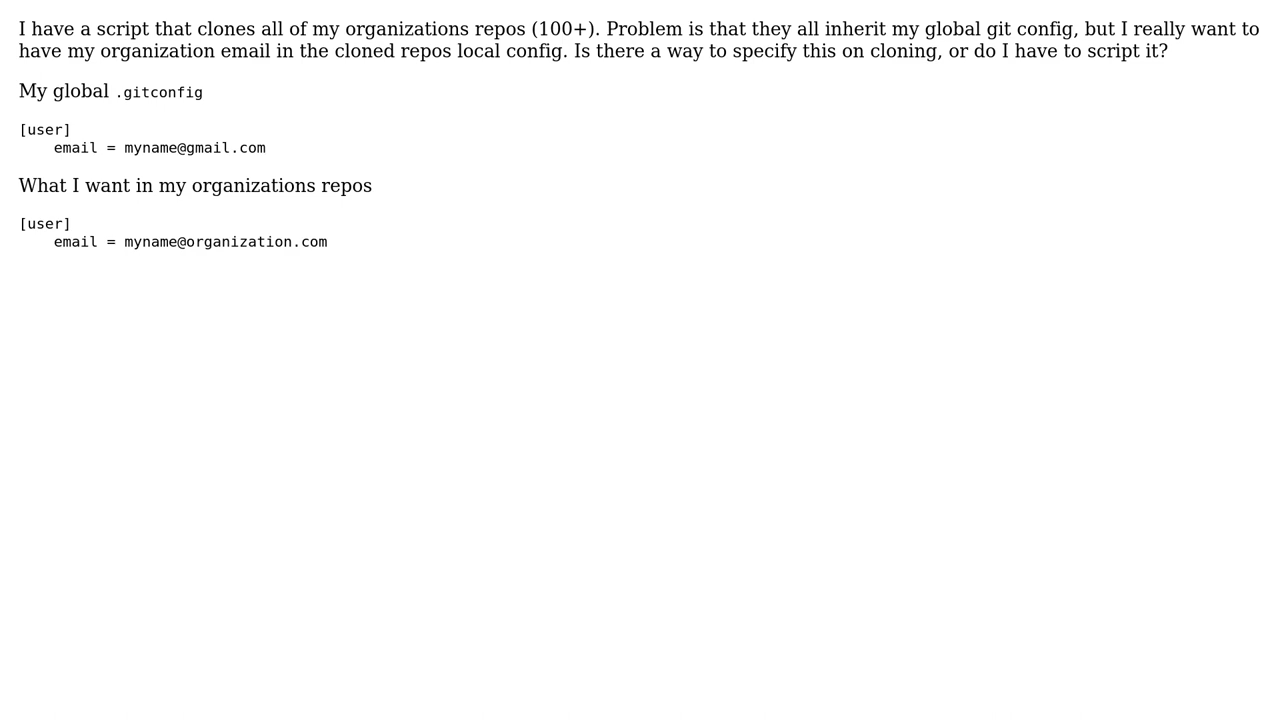 I have a script that clones all of my organizations repos (100+). Problem is that they all inherit my global git config, but I really want to
have my organization email in the cloned repos local config. Is there a way to specify this on cloning, or do I have to script it?
My global .gitconfig
[user]
    email = myname@gmail.com
What I want in my organizations repos
[user]
    email = myname@organization.com